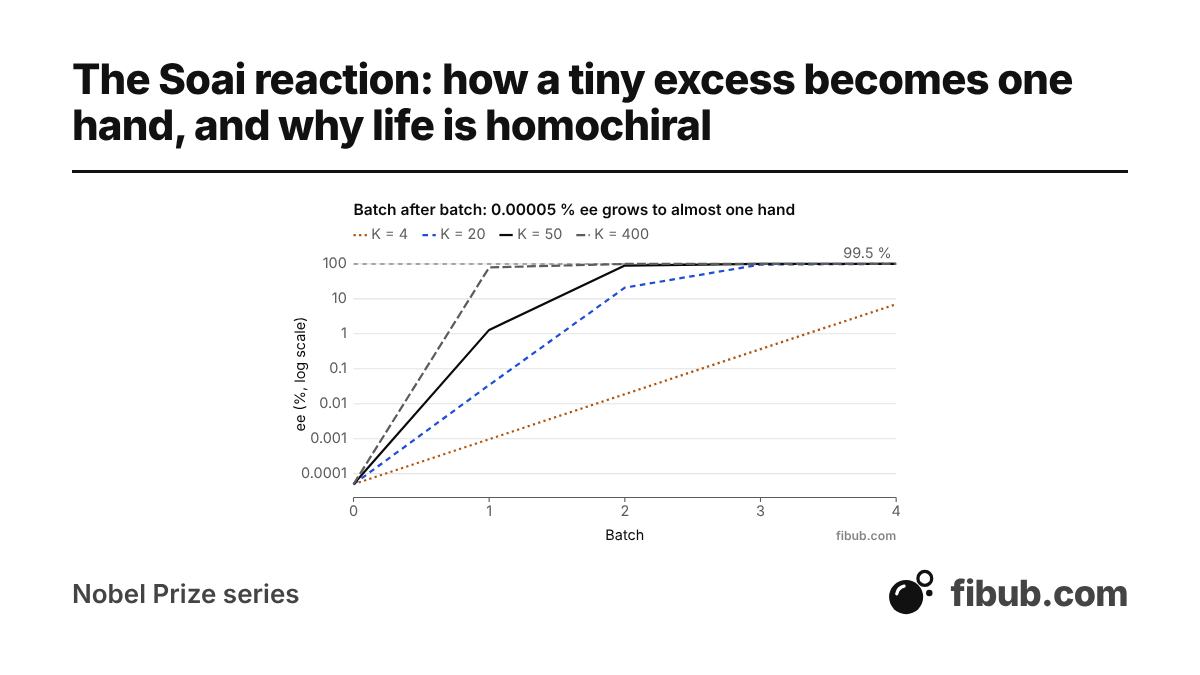 The Soai reaction: how a tiny excess becomes one
hand, and why life is homochiral
Batch after batch: 0.00005 % ee grows to almost one hand
K = 4 K = 20 K = 50 K = 400
99.5 %
100
10
1
0.1
0.01
0.001
0.0001
ee (%, log scale)
0 1 2 3 4
Batch
fibub.com
Nobel Prize series
fibub.com